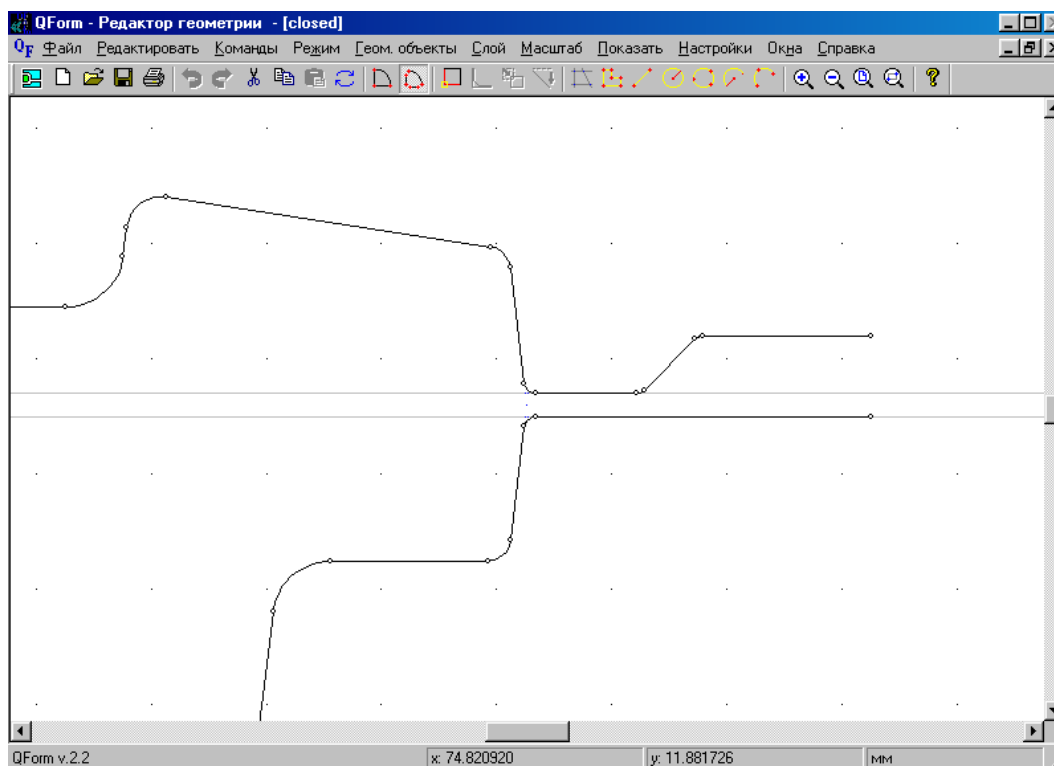 QForm - Редактор геометрии - [closed]
QF Файл Редактировать Команды Режим Геом. объекты Слой Масштаб Показать Настройки Окна Справка
QForm v.2.2 x: 74.820920 y: 11.881726 мм